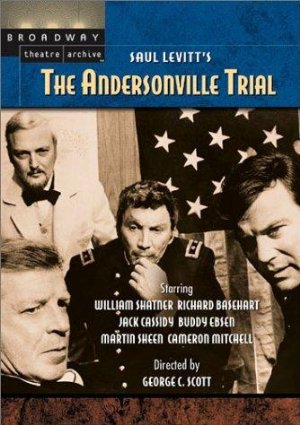 BROADWAY
theatre archive
SAUL LEVITT'S
THE ANDERSONVILLE TRIAL
Starring
WILLIAM SHATNER RICHARD BASEHART
JACK CASSIDY BUDDY EBSEN
MARTIN SHEEN CAMERON MITCHELL
Directed by
GEORGE C. SCOTT